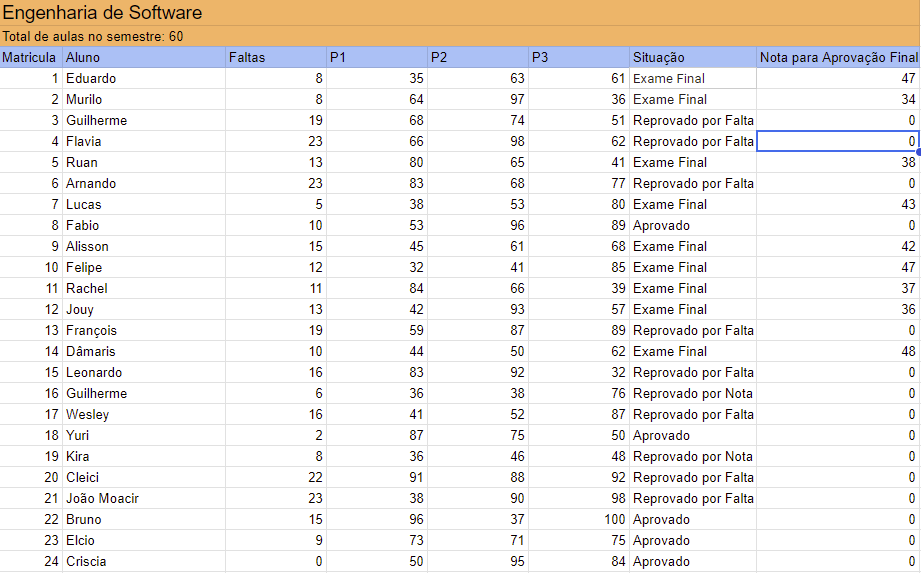 Engenharia de Software
Total de aulas no semestre: 60
Matricula Aluno Faltas P1 P2 P3 Situação Nota para Aprovação Final
1 Eduardo 8 35 63 61 Exame Final 47
2 Murilo 8 64 97 36 Exame Final 34
3 Guilherme 19 68 74 51 Reprovado por Falta 0
4 Flavia 23 66 98 62 Reprovado por Falta 0
5 Ruan 13 80 65 41 Exame Final 38
6 Arnando 23 83 68 77 Reprovado por Falta 0
7 Lucas 5 38 53 80 Exame Final 43
8 Fabio 10 53 96 89 Aprovado 0
9 Alisson 15 45 61 68 Exame Final 42
10 Felipe 12 32 41 85 Exame Final 47
11 Rachel 11 84 66 39 Exame Final 37
12 Jouy 13 42 93 57 Exame Final 36
13 François 19 59 87 89 Reprovado por Falta 0
14 Dâmaris 10 44 50 62 Exame Final 48
15 Leonardo 16 83 92 32 Reprovado por Falta 0
16 Guilherme 6 36 38 76 Reprovado por Nota 0
17 Wesley 16 41 52 87 Reprovado por Falta 0
18 Yuri 2 87 75 50 Aprovado 0
19 Kira 8 36 46 48 Reprovado por Nota 0
20 Cleici 22 91 88 92 Reprovado por Falta 0
21 João Moacir 23 38 90 98 Reprovado por Falta 0
22 Bruno 15 96 37 100 Aprovado 0
23 Elcio 9 73 71 75 Aprovado 0
24 Criscia 0 50 95 84 Aprovado 0